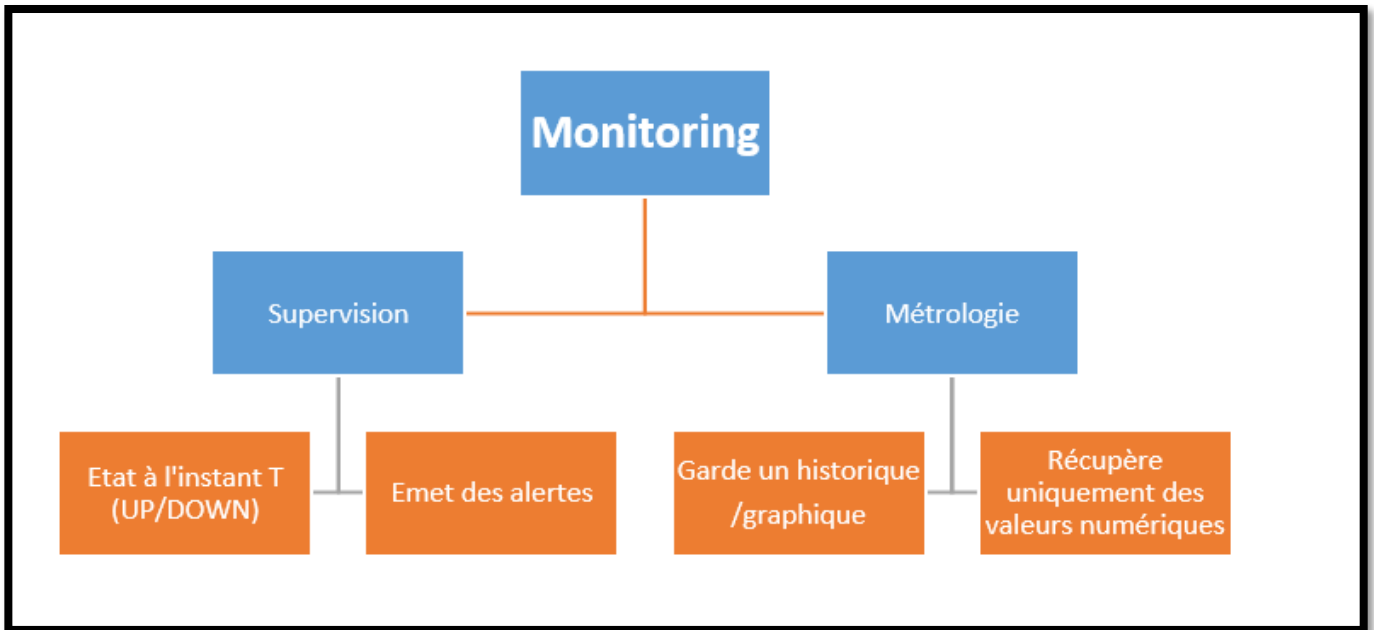 Monitoring
Supervision
Métrologie
Etat à l'instant T
(UP/DOWN)
Emet des alertes
Garde un historique
/graphique
Récupère
uniquement des
valeurs numériques